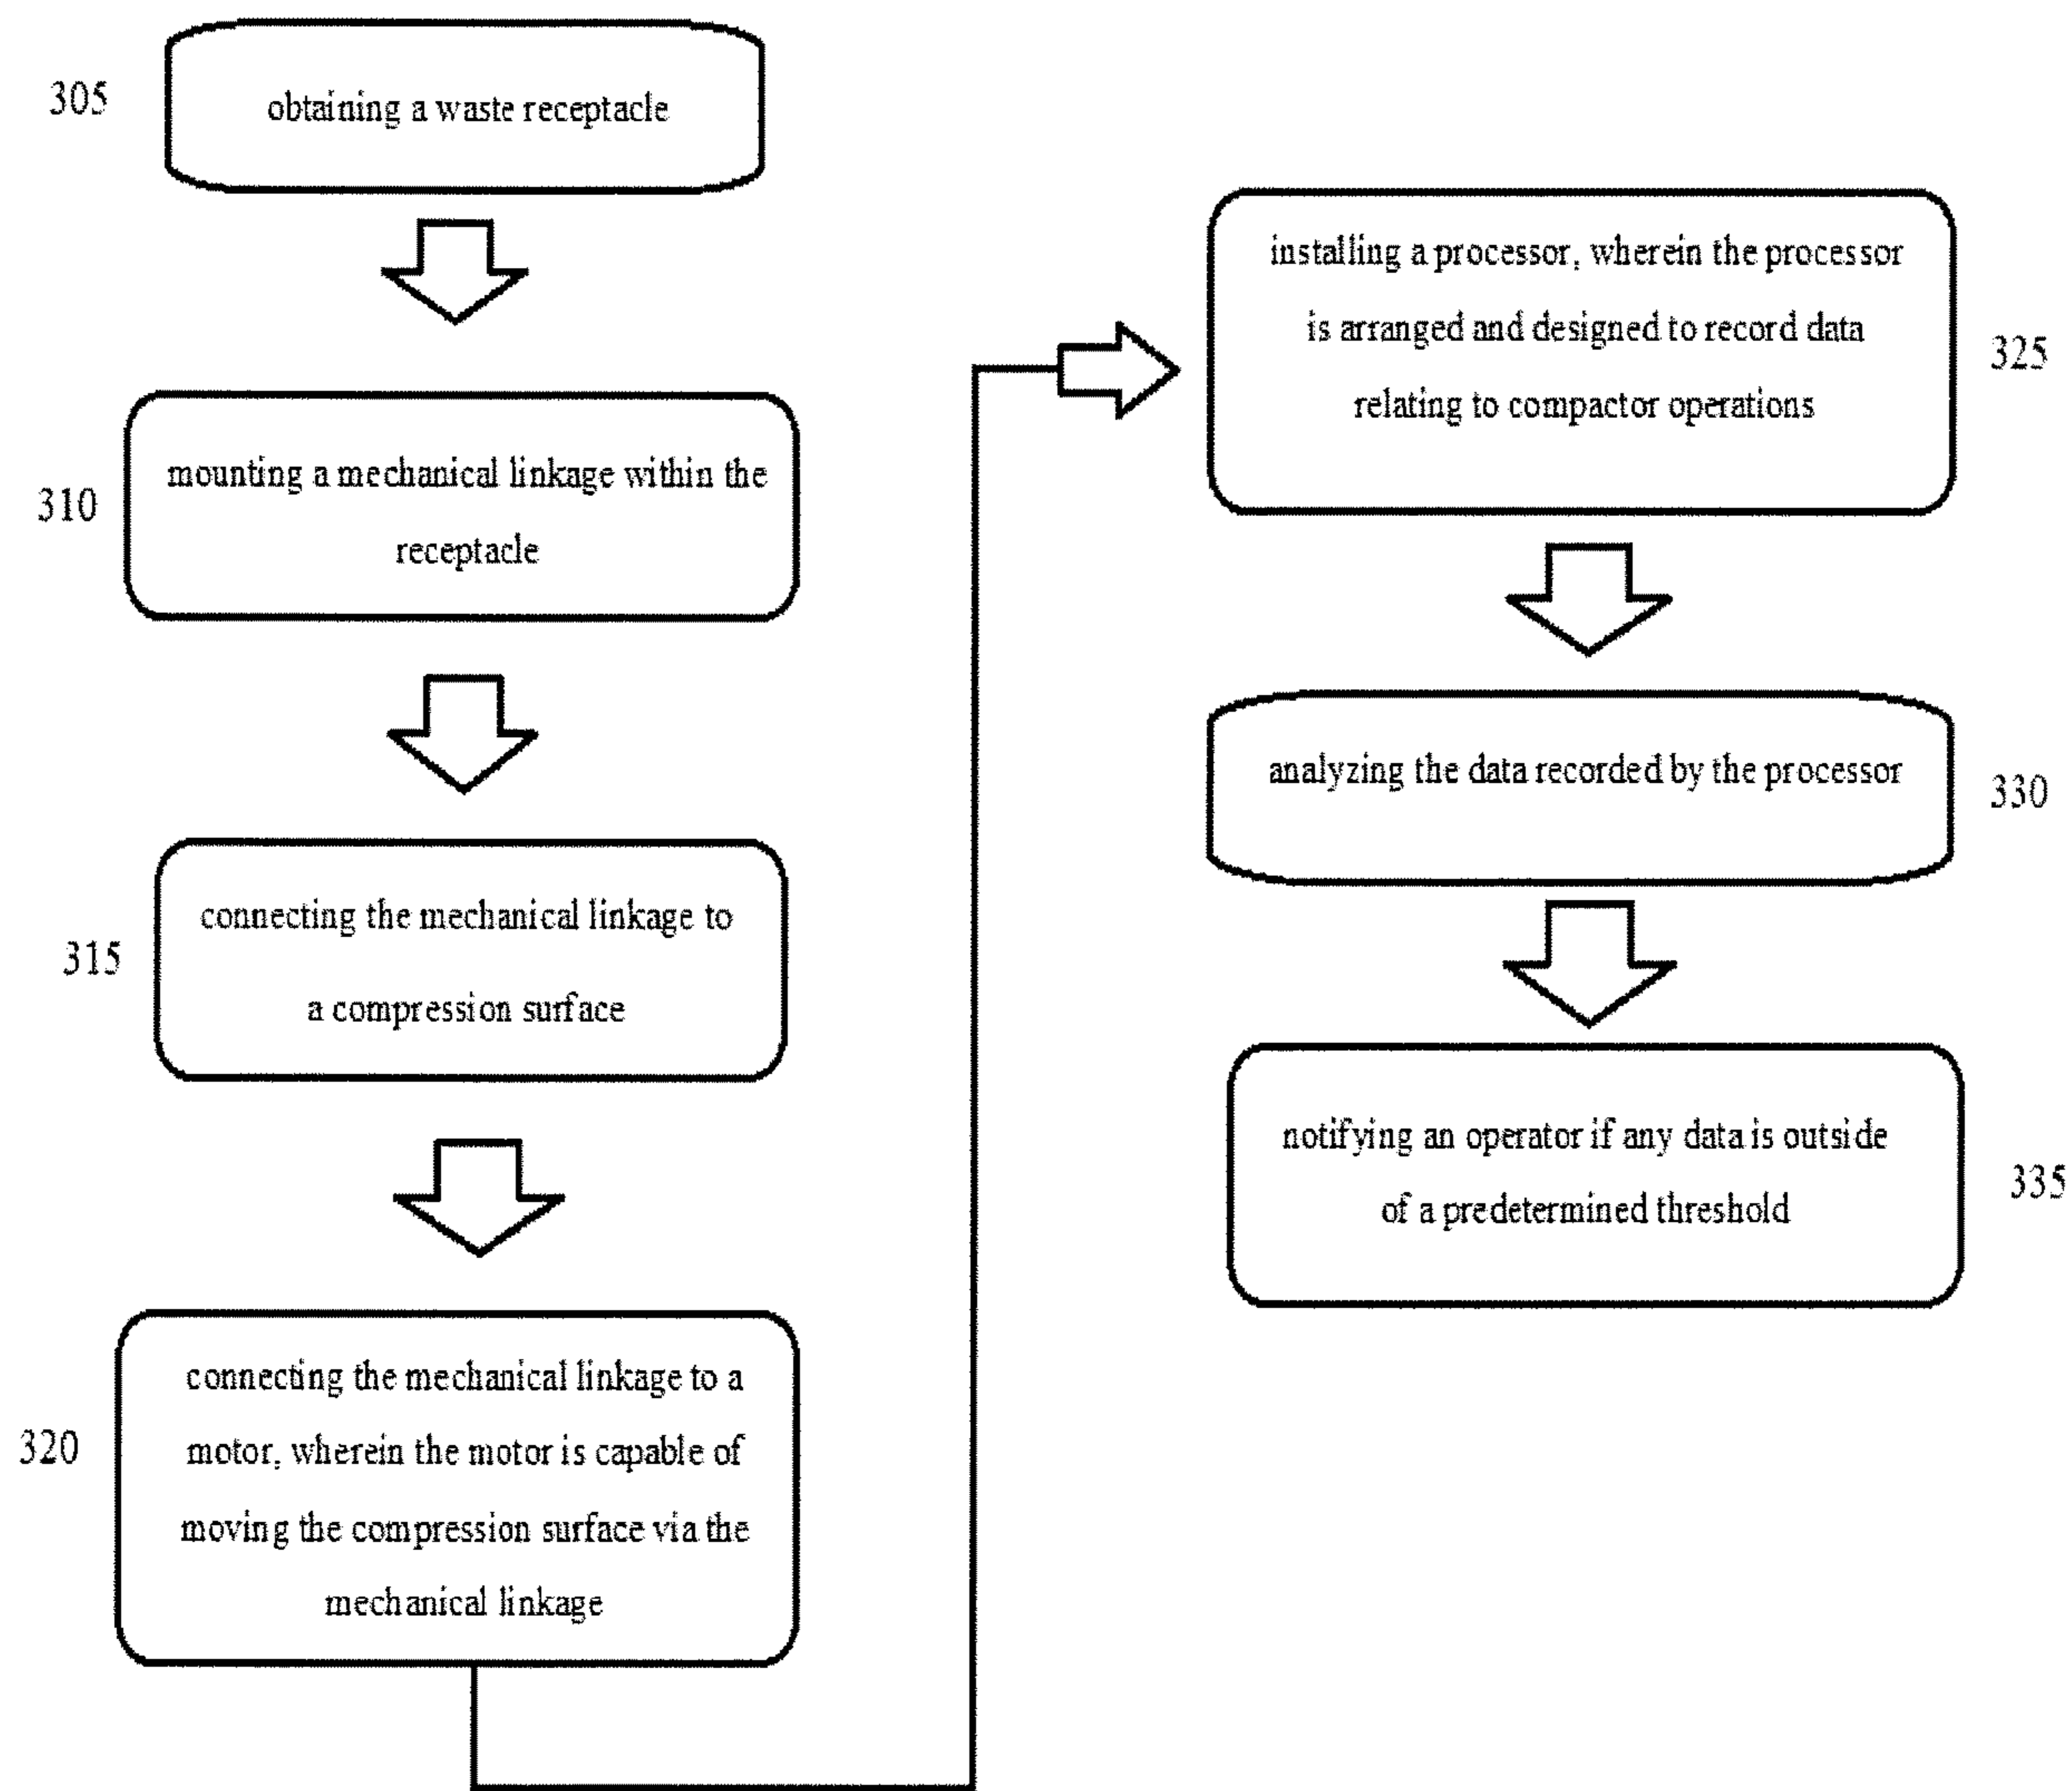 305
obtaining a waste receptacle
310
mounting a mechanical linkage within the
receptacle
315
connecting the mechanical linkage to
a compression surface
320
connecting the mechanical linkage to a
motor, wherein the motor is capable of
moving the compression surface via the
mechanical linkage
installing a processor, wherein the processor
is arranged and designed to record data
relating to compactor operations
325
analyzing the data recorded by the processor
330
notifying an operator if any data is outside
of a predetermined threshold
335